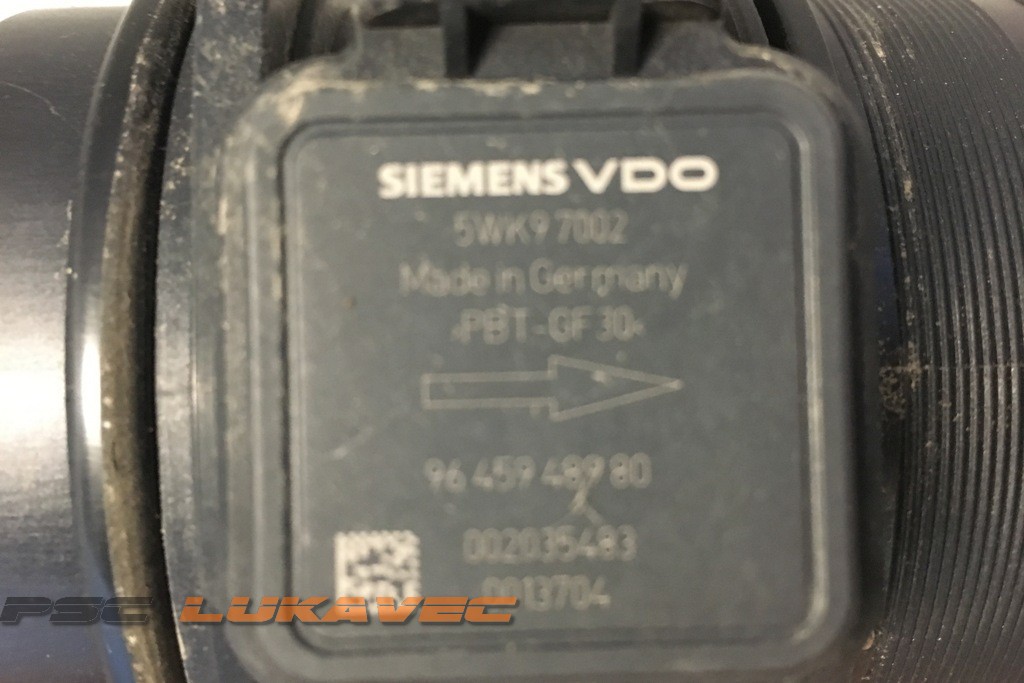 SIEMENS VDO
5WK9 7002
Made in Germany
>PBT-GF30<
96 459 489 80
002035483
0013704
PSC LUKAVEC